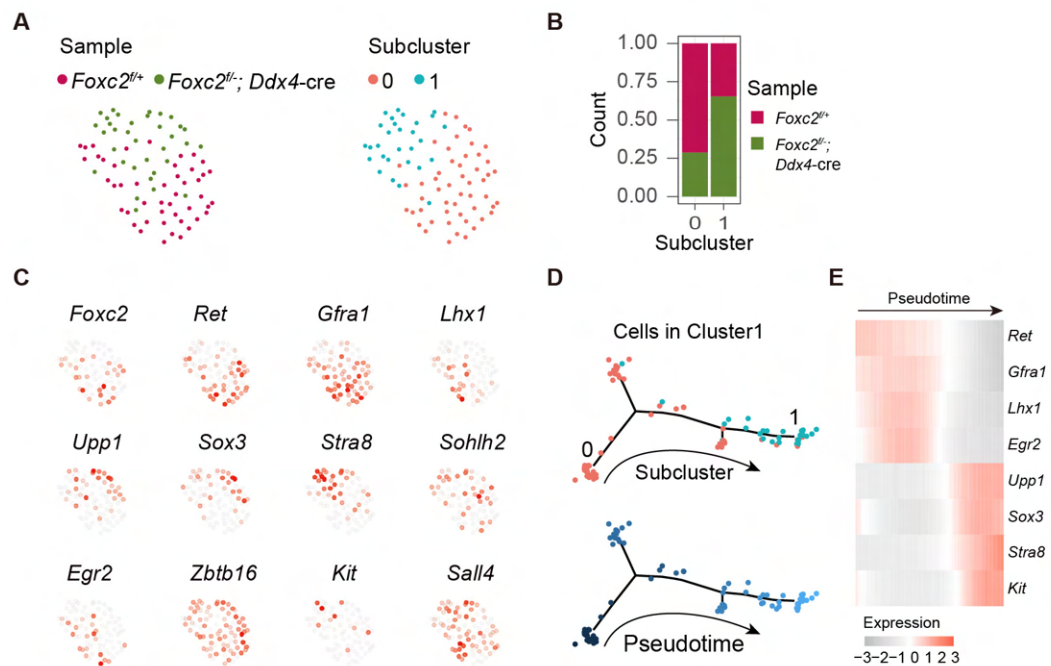 A
Sample
Foxc2f/+ Foxc2f/-; Ddx4-cre
Subcluster
0 1
B
1.00
0.75
0.50
0.25
0.00
Count
0 1
Subcluster
Sample
Foxc2f/+
Foxc2f/-;
Ddx4-cre
C
Foxc2 Ret Gfra1 Lhx1
Upp1 Sox3 Stra8 Sohlh2
Egr2 Zbtb16 Kit Sall4
D
Cells in Cluster1
0
1
Subcluster
Pseudotime
E
Pseudotime
Ret
Gfra1
Lhx1
Egr2
Upp1
Sox3
Stra8
Kit
Expression
−3−2−1 0 1 2 3